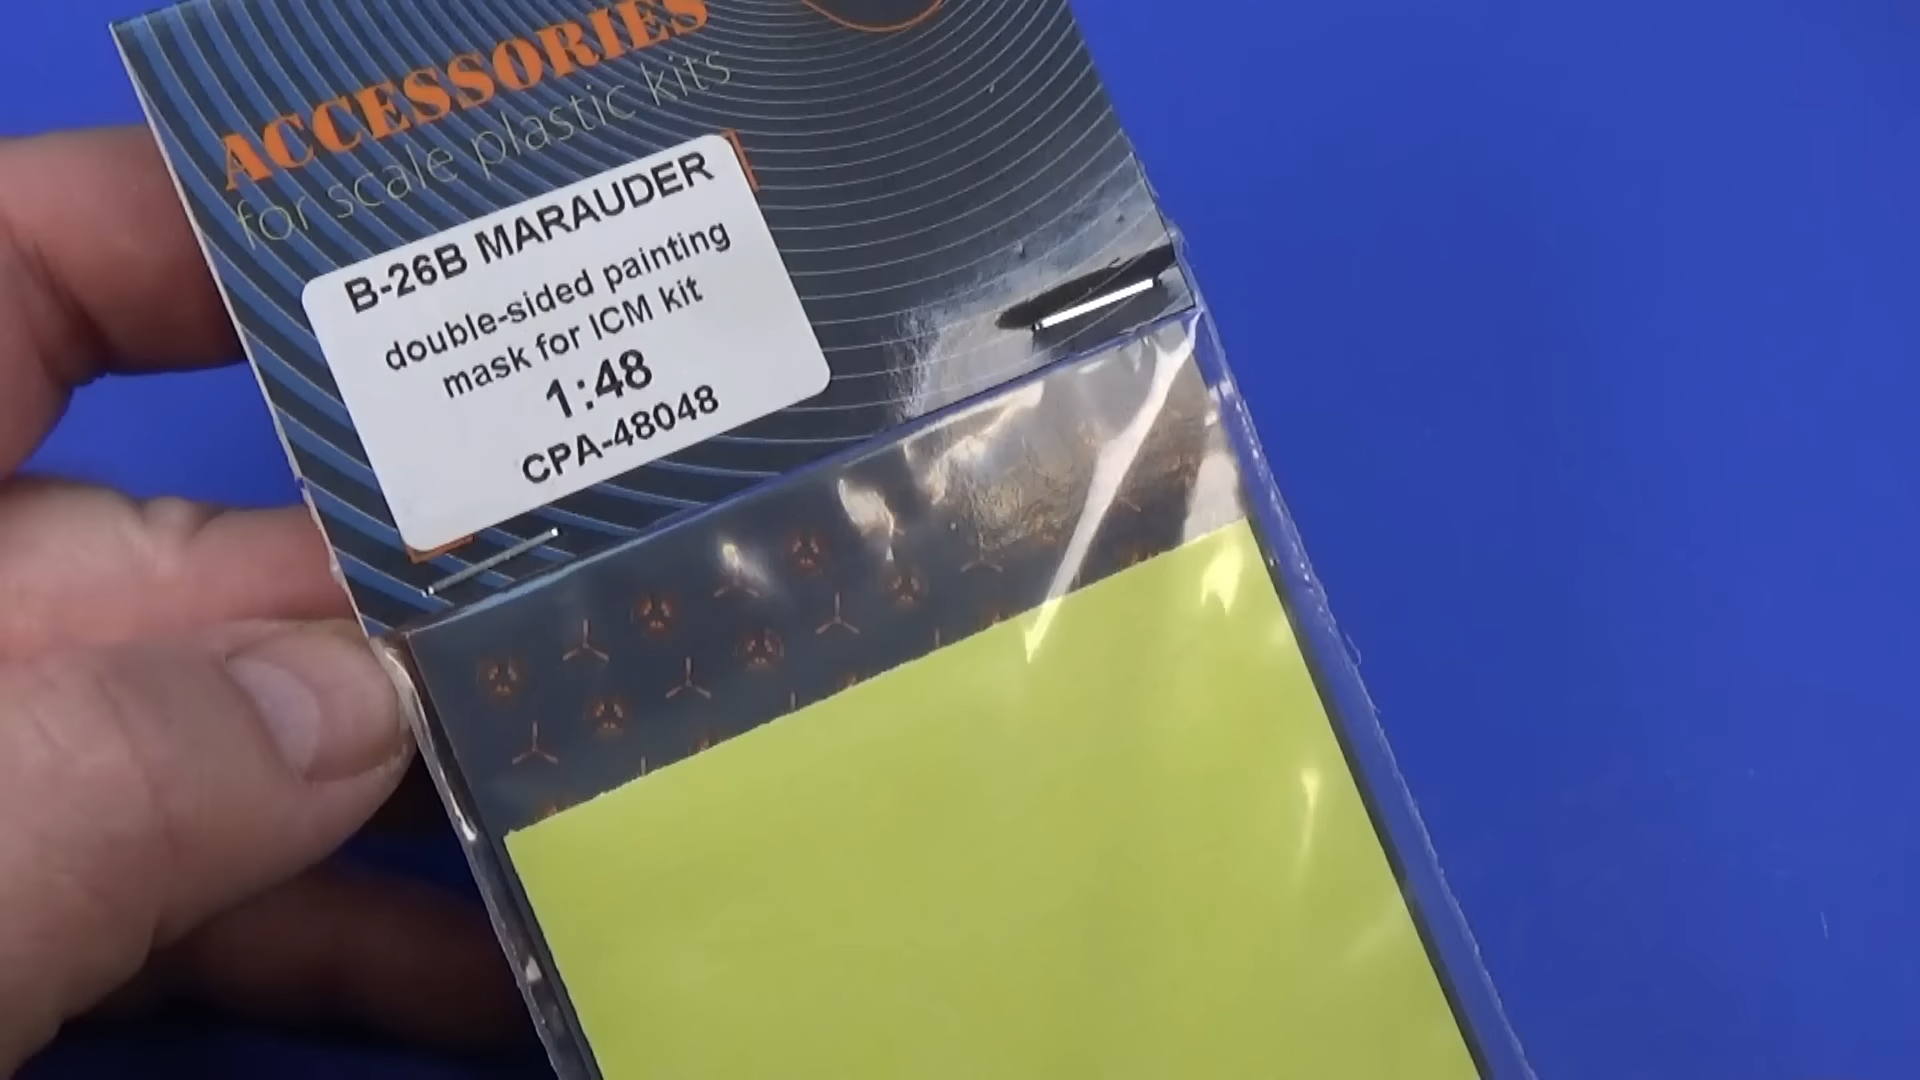 ACCESSORIES
for scale plastic kits
B-26B MARAUDER
double-sided painting
mask for ICM kit
1:48
CPA-48048